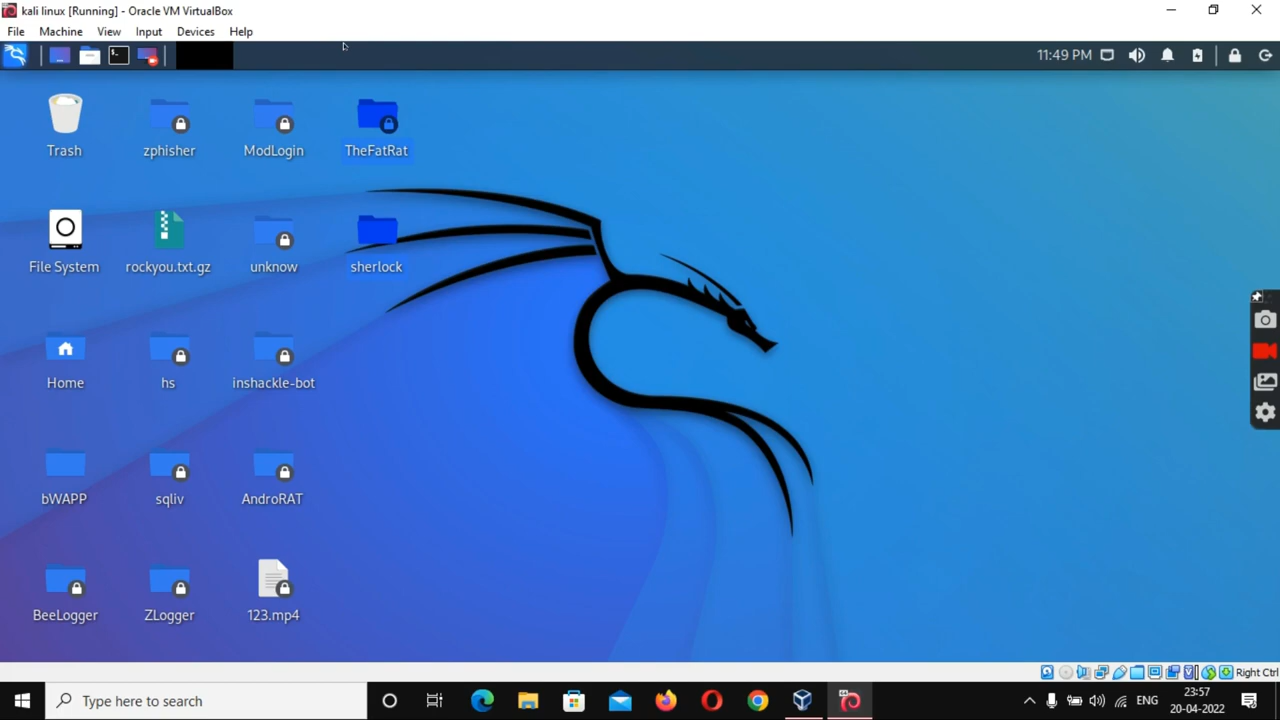 kali linux [Running] - Oracle VM VirtualBox
File Machine View Input Devices Help
11:49 PM
Trash zphisher ModLogin TheFatRat
File System rockyou.txt.gz unknow sherlock
Home hs inshackle-bot
bWAPP sqliv AndroRAT
BeeLogger ZLogger 123.mp4
Right Ctrl
Type here to search
ENG
23:57
20-04-2022